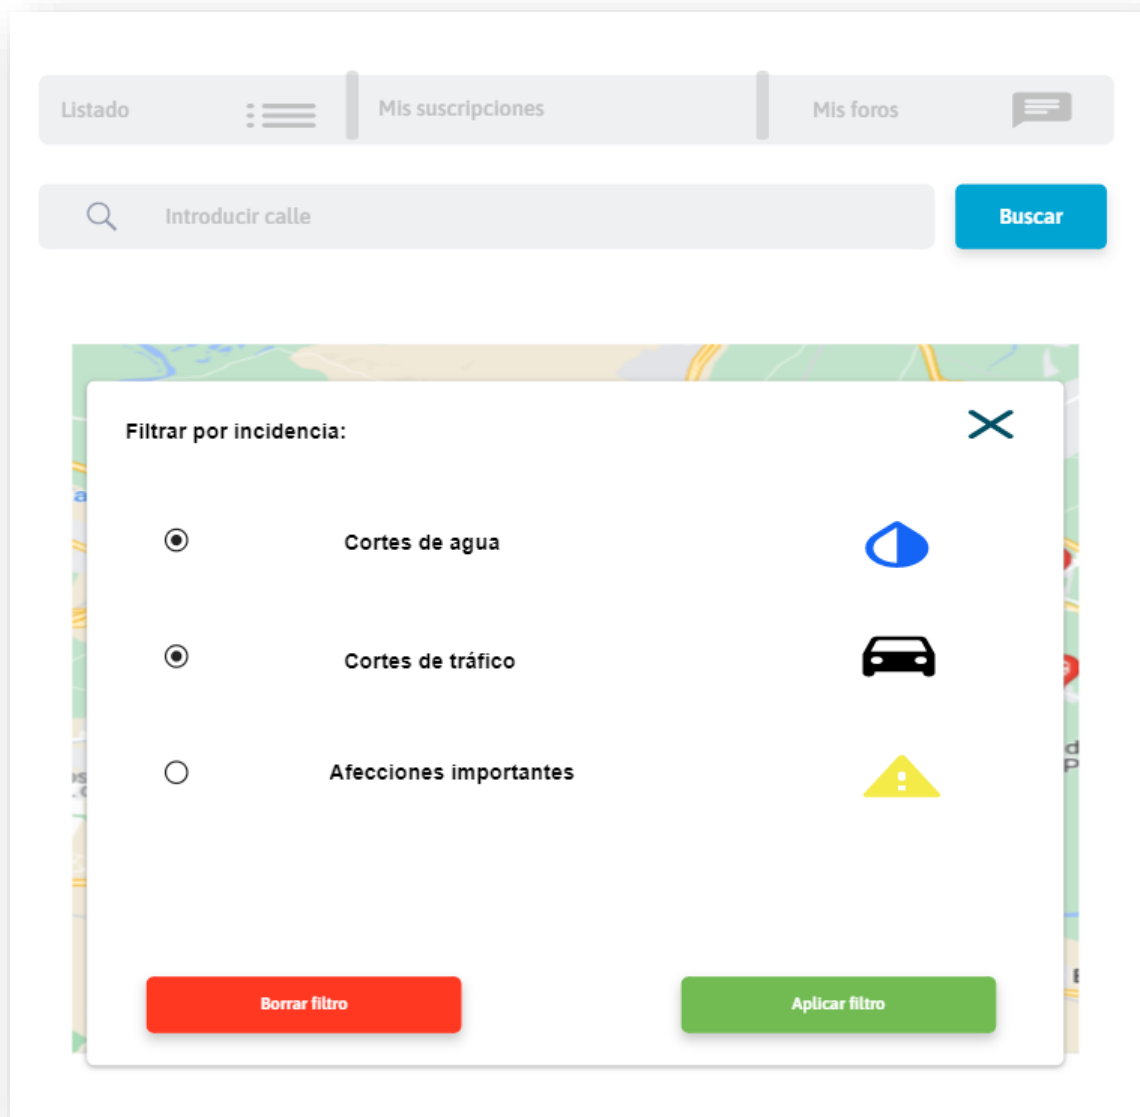 Listado
Mis suscripciones
Mis foros
Introducir calle
Buscar
Filtrar por incidencia:
Cortes de agua
Cortes de tráfico
Afecciones importantes
Borrar filtro
Aplicar filtro